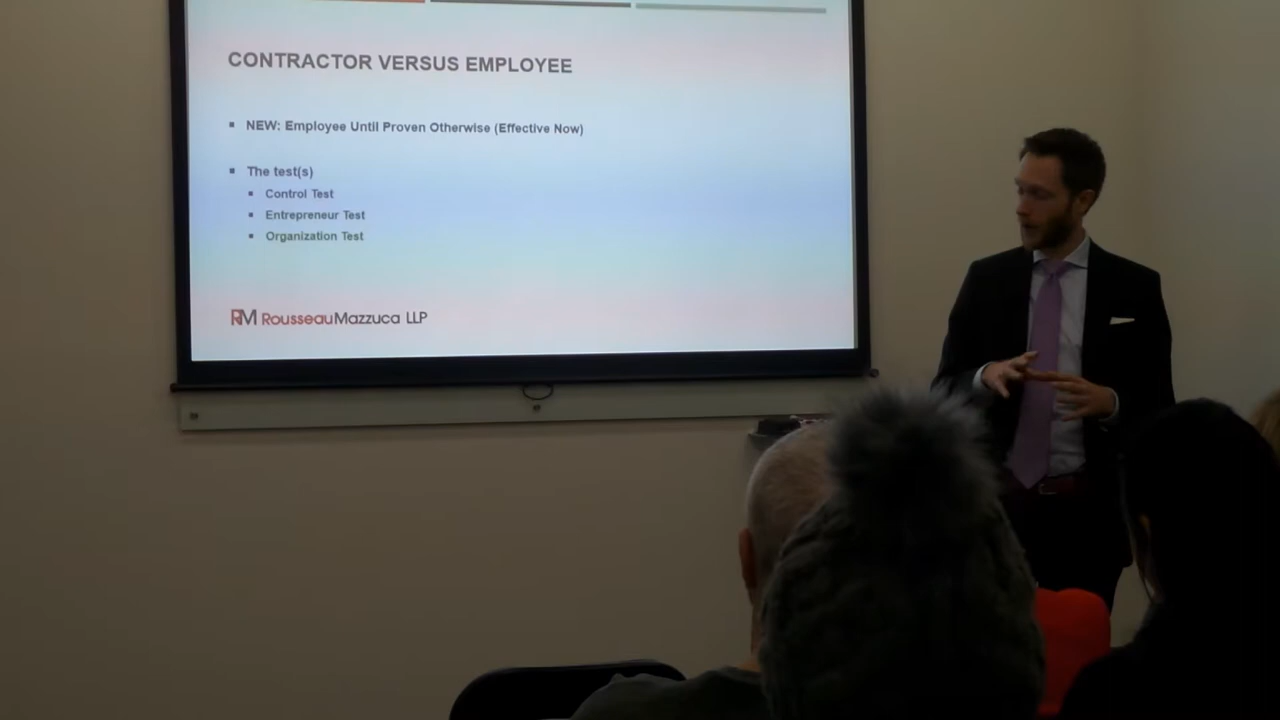 CONTRACTOR VERSUS EMPLOYEE
NEW: Employee Until Proven Otherwise (Effective Now)
The test(s)
Control Test
Entrepreneur Test
Organization Test
RM RousseauMazzuca LLP